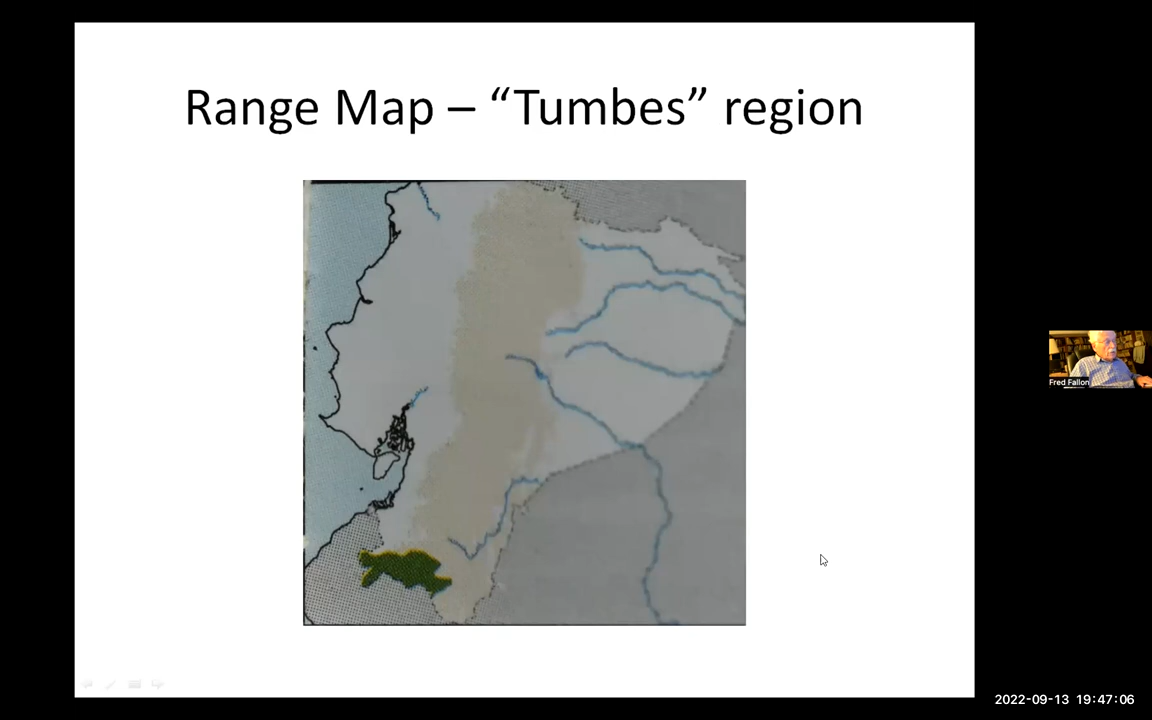 Range Map – “Tumbes” region
Fred Fallon
2022-09-13 19:47:06